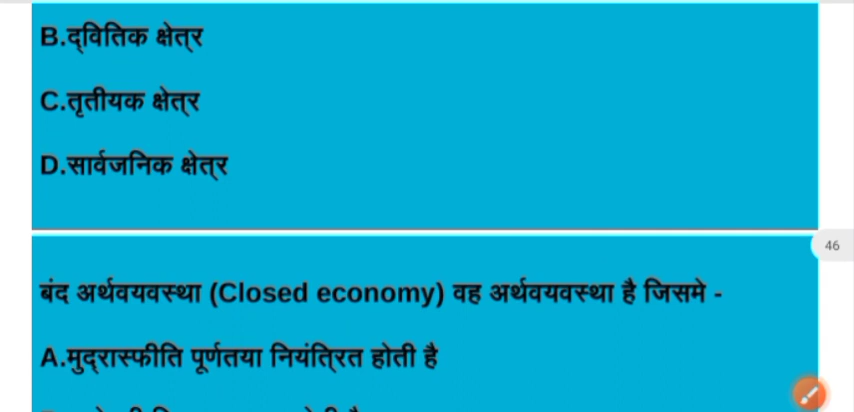 B.द्वितिक क्षेत्र
C.तृतीयक क्षेत्र
D.सार्वजनिक क्षेत्र
46
बंद अर्थवयवस्था (Closed economy) वह अर्थवयवस्था है जिसमे -
A.मुद्रास्फीति पूर्णतया नियंत्रित होती है